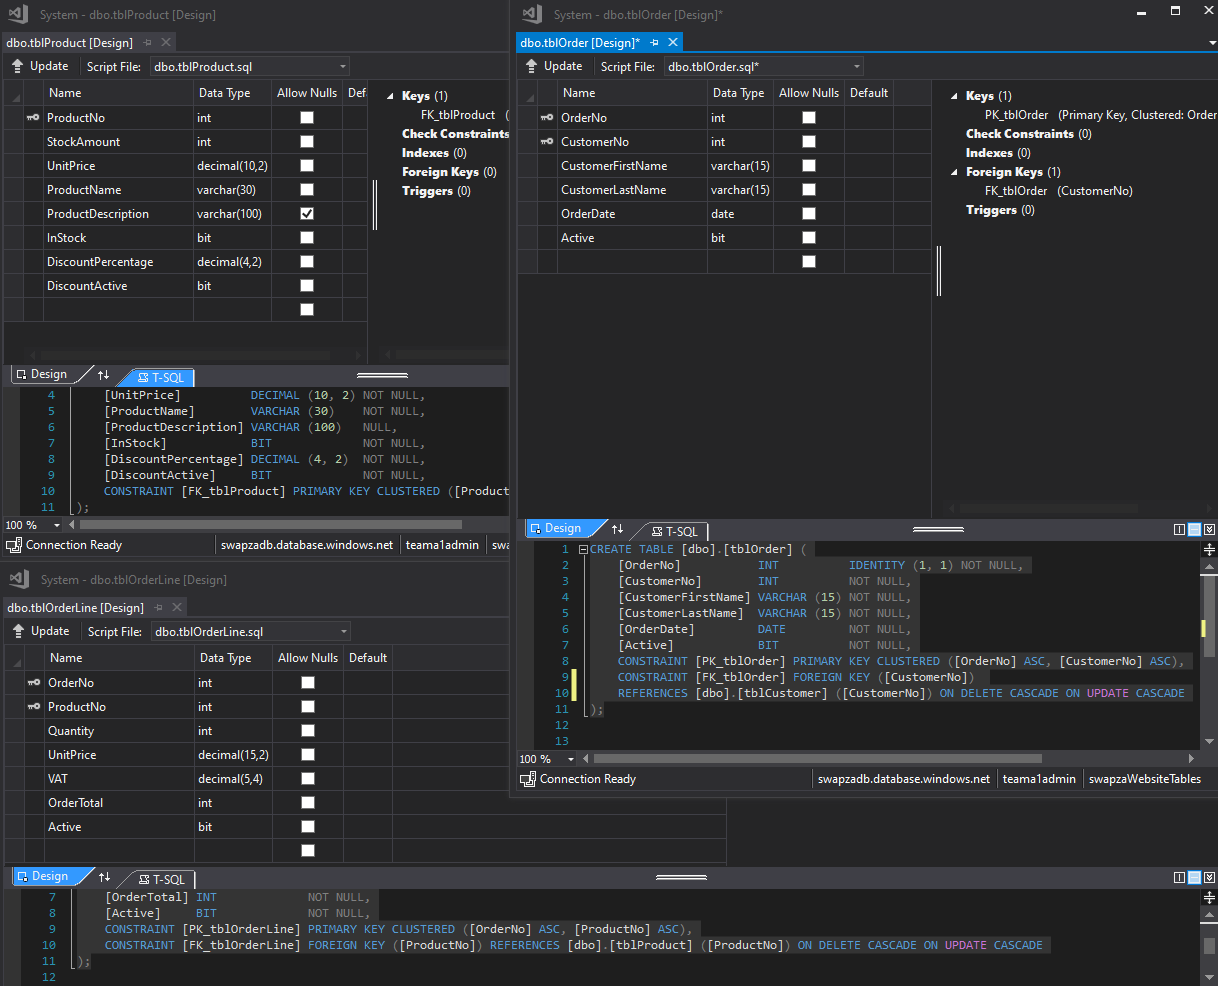 System - dbo.tblProduct [Design]
dbo.tblProduct [Design]
Update Script File: dbo.tblProduct.sql
Name Data Type Allow Nulls Def
ProductNo int
StockAmount int
UnitPrice decimal(10,2)
ProductName varchar(30)
ProductDescription varchar(100)
InStock bit
DiscountPercentage decimal(4,2)
DiscountActive bit
Keys (1)
FK_tblProduct (
Check Constraints
Indexes (0)
Foreign Keys (0)
Triggers (0)
Design T-SQL
4 [UnitPrice] DECIMAL (10, 2) NOT NULL,
5 [ProductName] VARCHAR (30) NOT NULL,
6 [ProductDescription] VARCHAR (100) NULL,
7 [InStock] BIT NOT NULL,
8 [DiscountPercentage] DECIMAL (4, 2) NOT NULL,
9 [DiscountActive] BIT NOT NULL,
10 CONSTRAINT [FK_tblProduct] PRIMARY KEY CLUSTERED ([Product
11 );
100 %
Connection Ready swapzadb.database.windows.net teama1admin swa
System - dbo.tblOrder [Design]*
dbo.tblOrder [Design]*
Update Script File: dbo.tblOrder.sql*
Name Data Type Allow Nulls Default
OrderNo int
CustomerNo int
CustomerFirstName varchar(15)
CustomerLastName varchar(15)
OrderDate date
Active bit
Keys (1)
PK_tblOrder (Primary Key, Clustered: Order
Check Constraints (0)
Indexes (0)
Foreign Keys (1)
FK_tblOrder (CustomerNo)
Triggers (0)
Design T-SQL
1 CREATE TABLE [dbo].[tblOrder] (
2 [OrderNo] INT IDENTITY (1, 1) NOT NULL,
3 [CustomerNo] INT NOT NULL,
4 [CustomerFirstName] VARCHAR (15) NOT NULL,
5 [CustomerLastName] VARCHAR (15) NOT NULL,
6 [OrderDate] DATE NOT NULL,
7 [Active] BIT NOT NULL,
8 CONSTRAINT [PK_tblOrder] PRIMARY KEY CLUSTERED ([OrderNo] ASC, [CustomerNo] ASC),
9 CONSTRAINT [FK_tblOrder] FOREIGN KEY ([CustomerNo])
10 REFERENCES [dbo].[tblCustomer] ([CustomerNo]) ON DELETE CASCADE ON UPDATE CASCADE
11 );
12
13
100 %
Connection Ready swapzadb.database.windows.net teama1admin swapzaWebsiteTables
System - dbo.tblOrderLine [Design]
dbo.tblOrderLine [Design]
Update Script File: dbo.tblOrderLine.sql
Name Data Type Allow Nulls Default
OrderNo int
ProductNo int
Quantity int
UnitPrice decimal(15,2)
VAT decimal(5,4)
OrderTotal int
Active bit
Design T-SQL
7 [OrderTotal] INT NOT NULL,
8 [Active] BIT NOT NULL,
9 CONSTRAINT [PK_tblOrderLine] PRIMARY KEY CLUSTERED ([OrderNo] ASC, [ProductNo] ASC),
10 CONSTRAINT [FK_tblOrderLine] FOREIGN KEY ([ProductNo]) REFERENCES [dbo].[tblProduct] ([ProductNo]) ON DELETE CASCADE ON UPDATE CASCADE
11 );
12